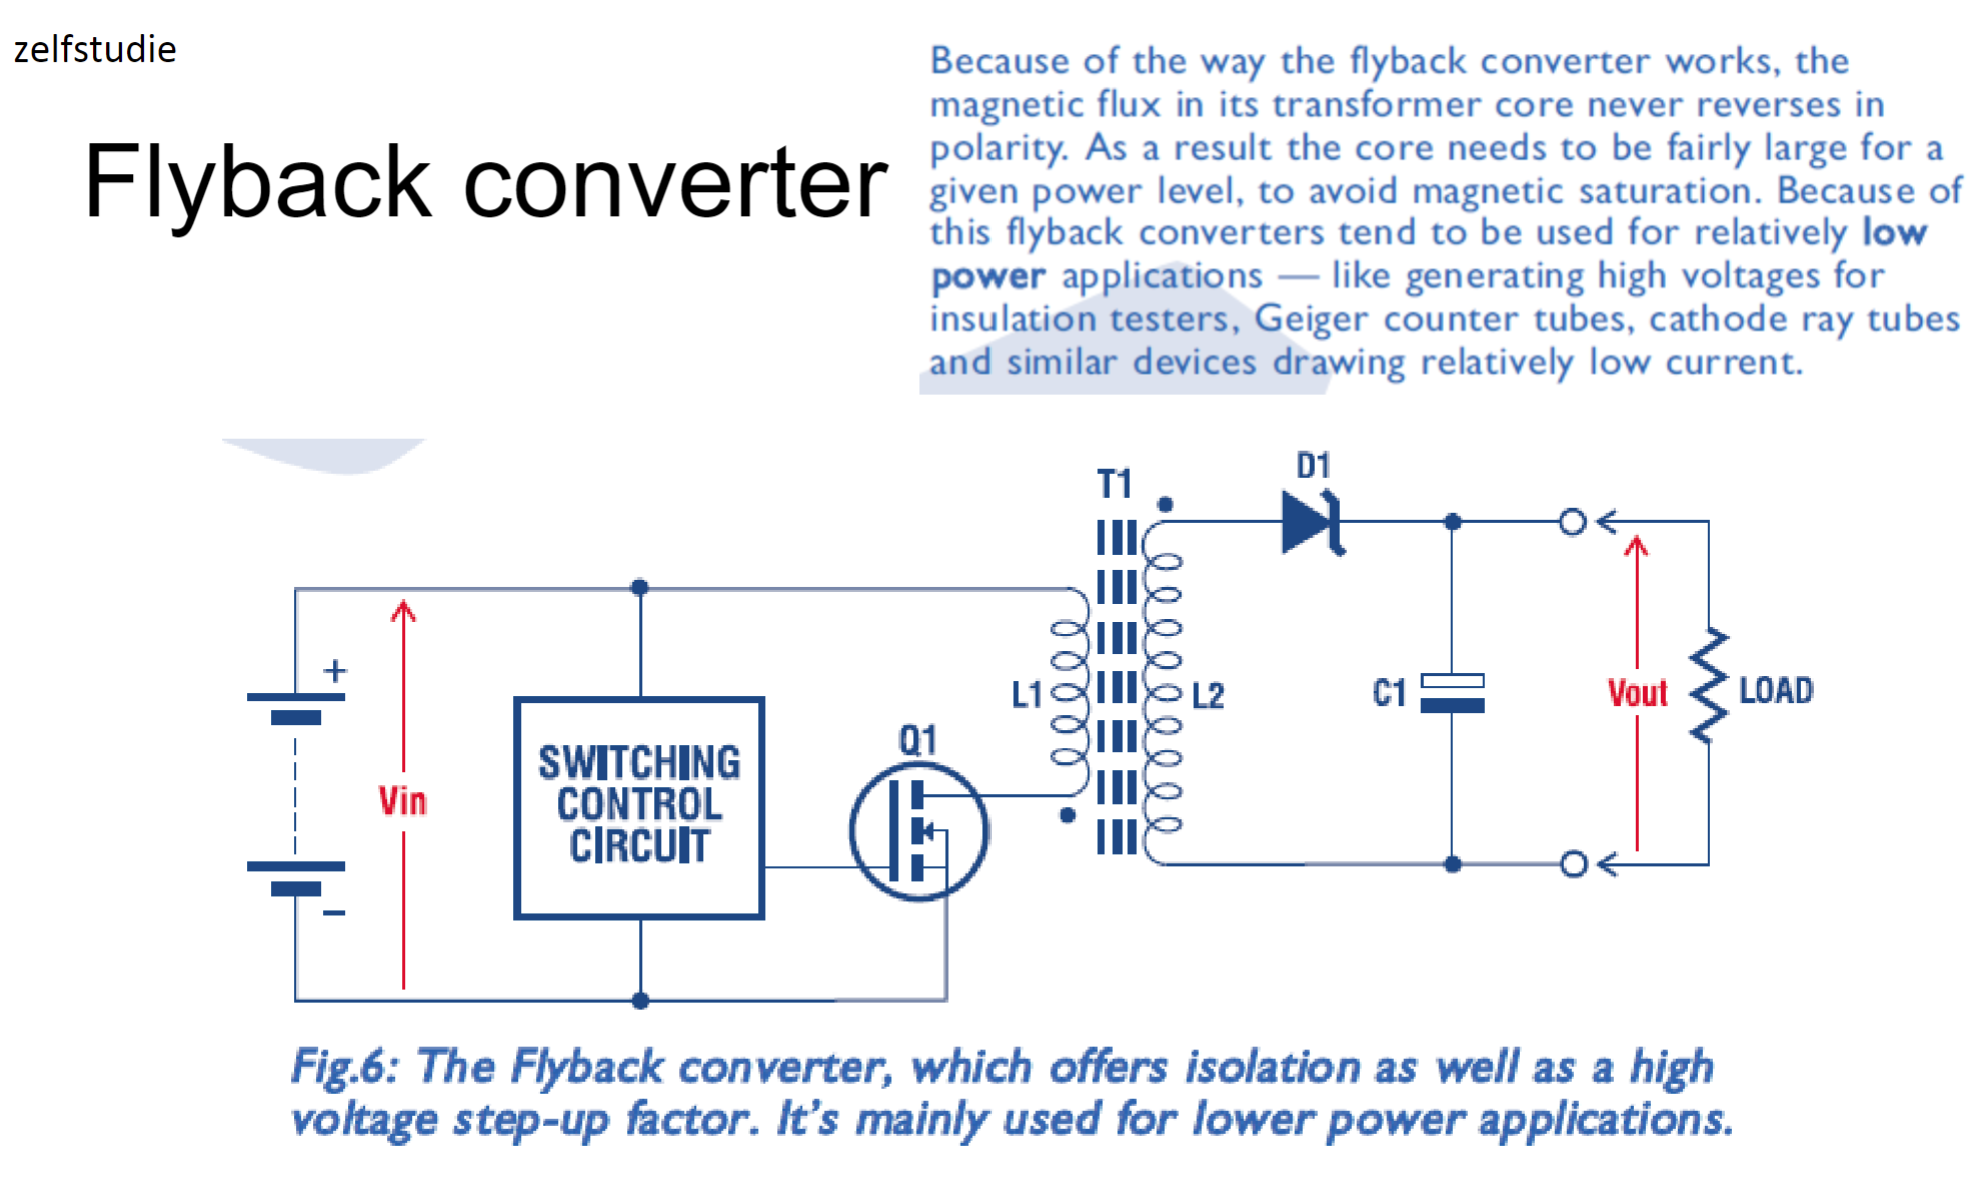 zelfstudie
Flyback converter
Because of the way the flyback converter works, the
magnetic flux in its transformer core never reverses in
polarity. As a result the core needs to be fairly large for a
given power level, to avoid magnetic saturation. Because of
this flyback converters tend to be used for relatively low
power applications — like generating high voltages for
insulation testers, Geiger counter tubes, cathode ray tubes
and similar devices drawing relatively low current.
D1
T1
+
L1
L2
C1
Vout
LOAD
Q1
SWITCHING
CONTROL
CIRCUIT
Vin
–
Fig.6: The Flyback converter, which offers isolation as well as a high
voltage step-up factor. It's mainly used for lower power applications.